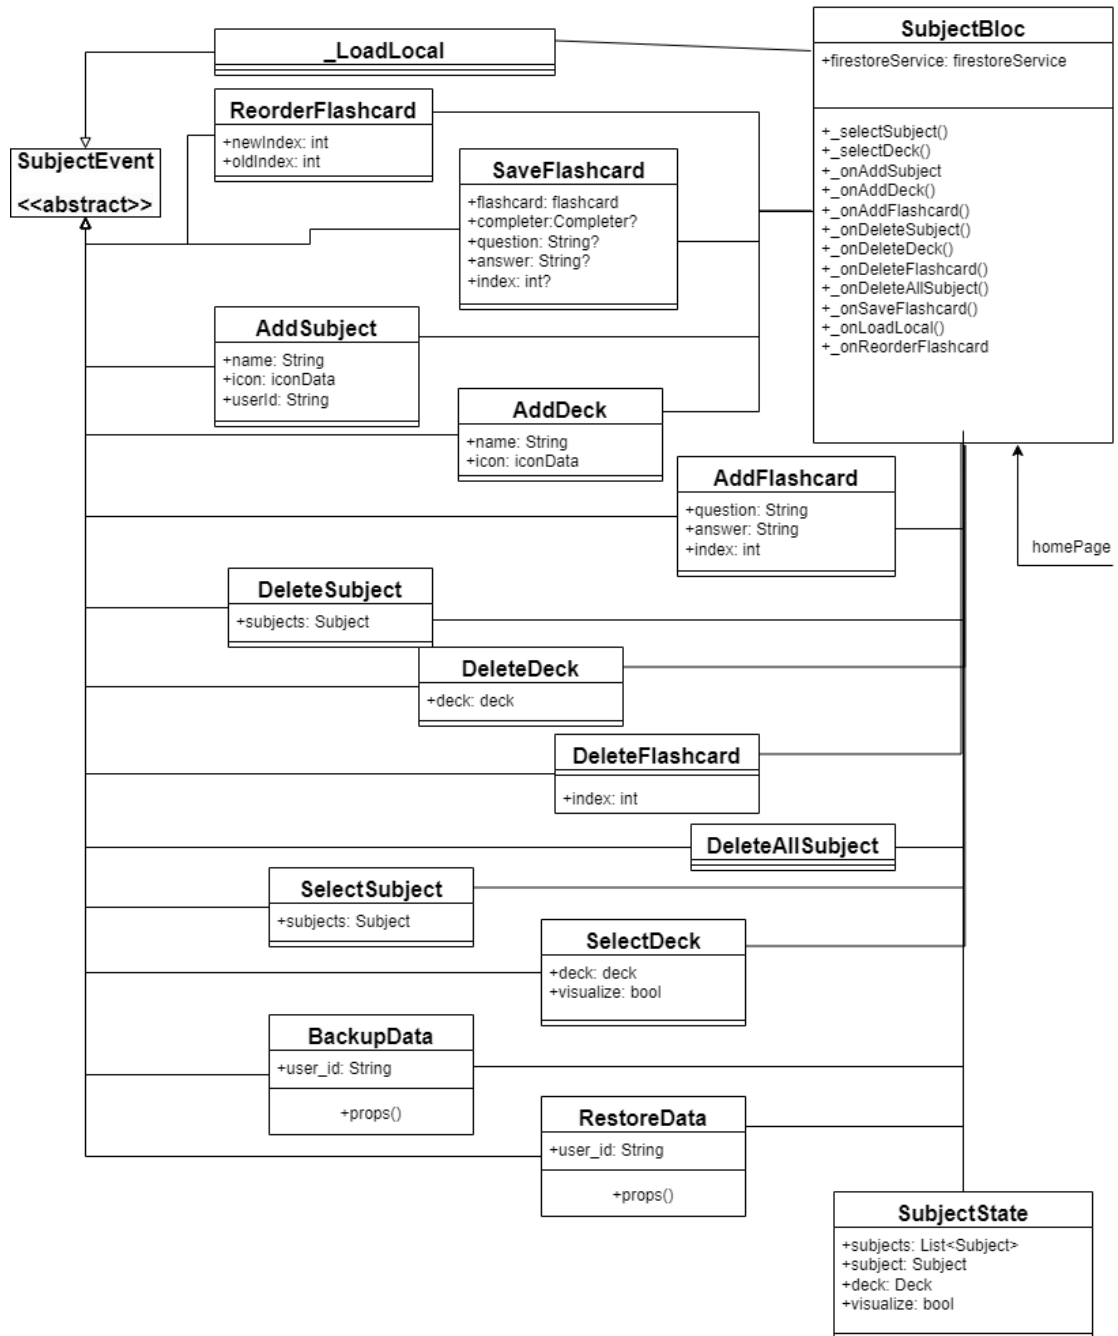 _LoadLocal
SubjectBloc
+firestoreService: firestoreService
+_selectSubject()
+_selectDeck()
+_onAddSubject
+_onAddDeck()
+_onAddFlashcard()
+_onDeleteSubject()
+_onDeleteDeck()
+_onDeleteFlashcard()
+_onDeleteAllSubject()
+_onSaveFlashcard()
+_onLoadLocal()
+_onReorderFlashcard
ReorderFlashcard
+newIndex: int
+oldIndex: int
SubjectEvent
<<abstract>>
SaveFlashcard
+flashcard: flashcard
+completer:Completer?
+question: String?
+answer: String?
+index: int?
AddSubject
+name: String
+icon: iconData
+userId: String
AddDeck
+name: String
+icon: iconData
AddFlashcard
+question: String
+answer: String
+index: int
homePage
DeleteSubject
+subjects: Subject
DeleteDeck
+deck: deck
DeleteFlashcard
+index: int
DeleteAllSubject
SelectSubject
+subjects: Subject
SelectDeck
+deck: deck
+visualize: bool
BackupData
+user_id: String
+props()
RestoreData
+user_id: String
+props()
SubjectState
+subjects: List<Subject>
+subject: Subject
+deck: Deck
+visualize: bool